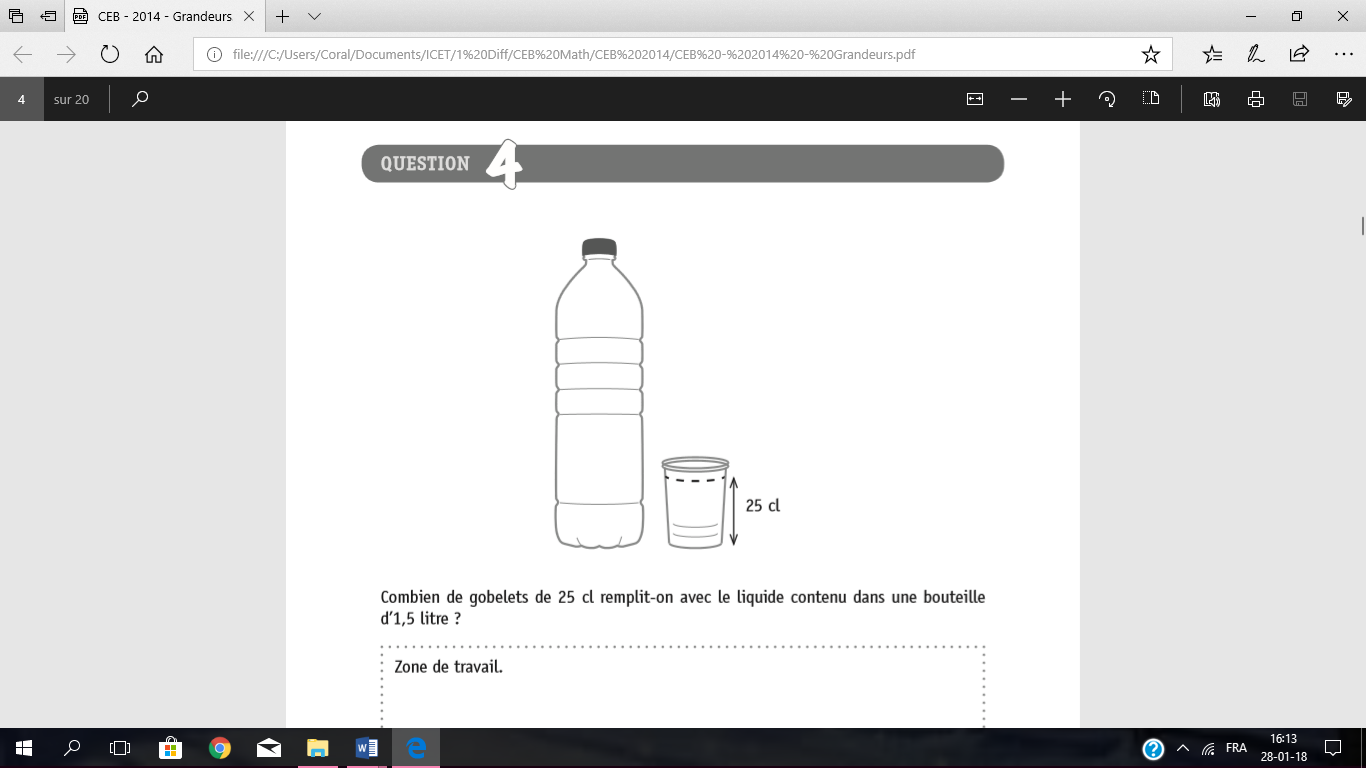 CEB - 2014 - Grandeurs
file:///C:/Users/Coral/Documents/ICET/1%20Diff/CEB%20Math/CEB%202014/CEB%20-%202014%20-%20Grandeurs.pdf
4 sur 20
QUESTION 4
25 cl
Combien de gobelets de 25 cl remplit-on avec le liquide contenu dans une bouteille
d'1,5 litre ?
Zone de travail.
FRA
16:13
28-01-18